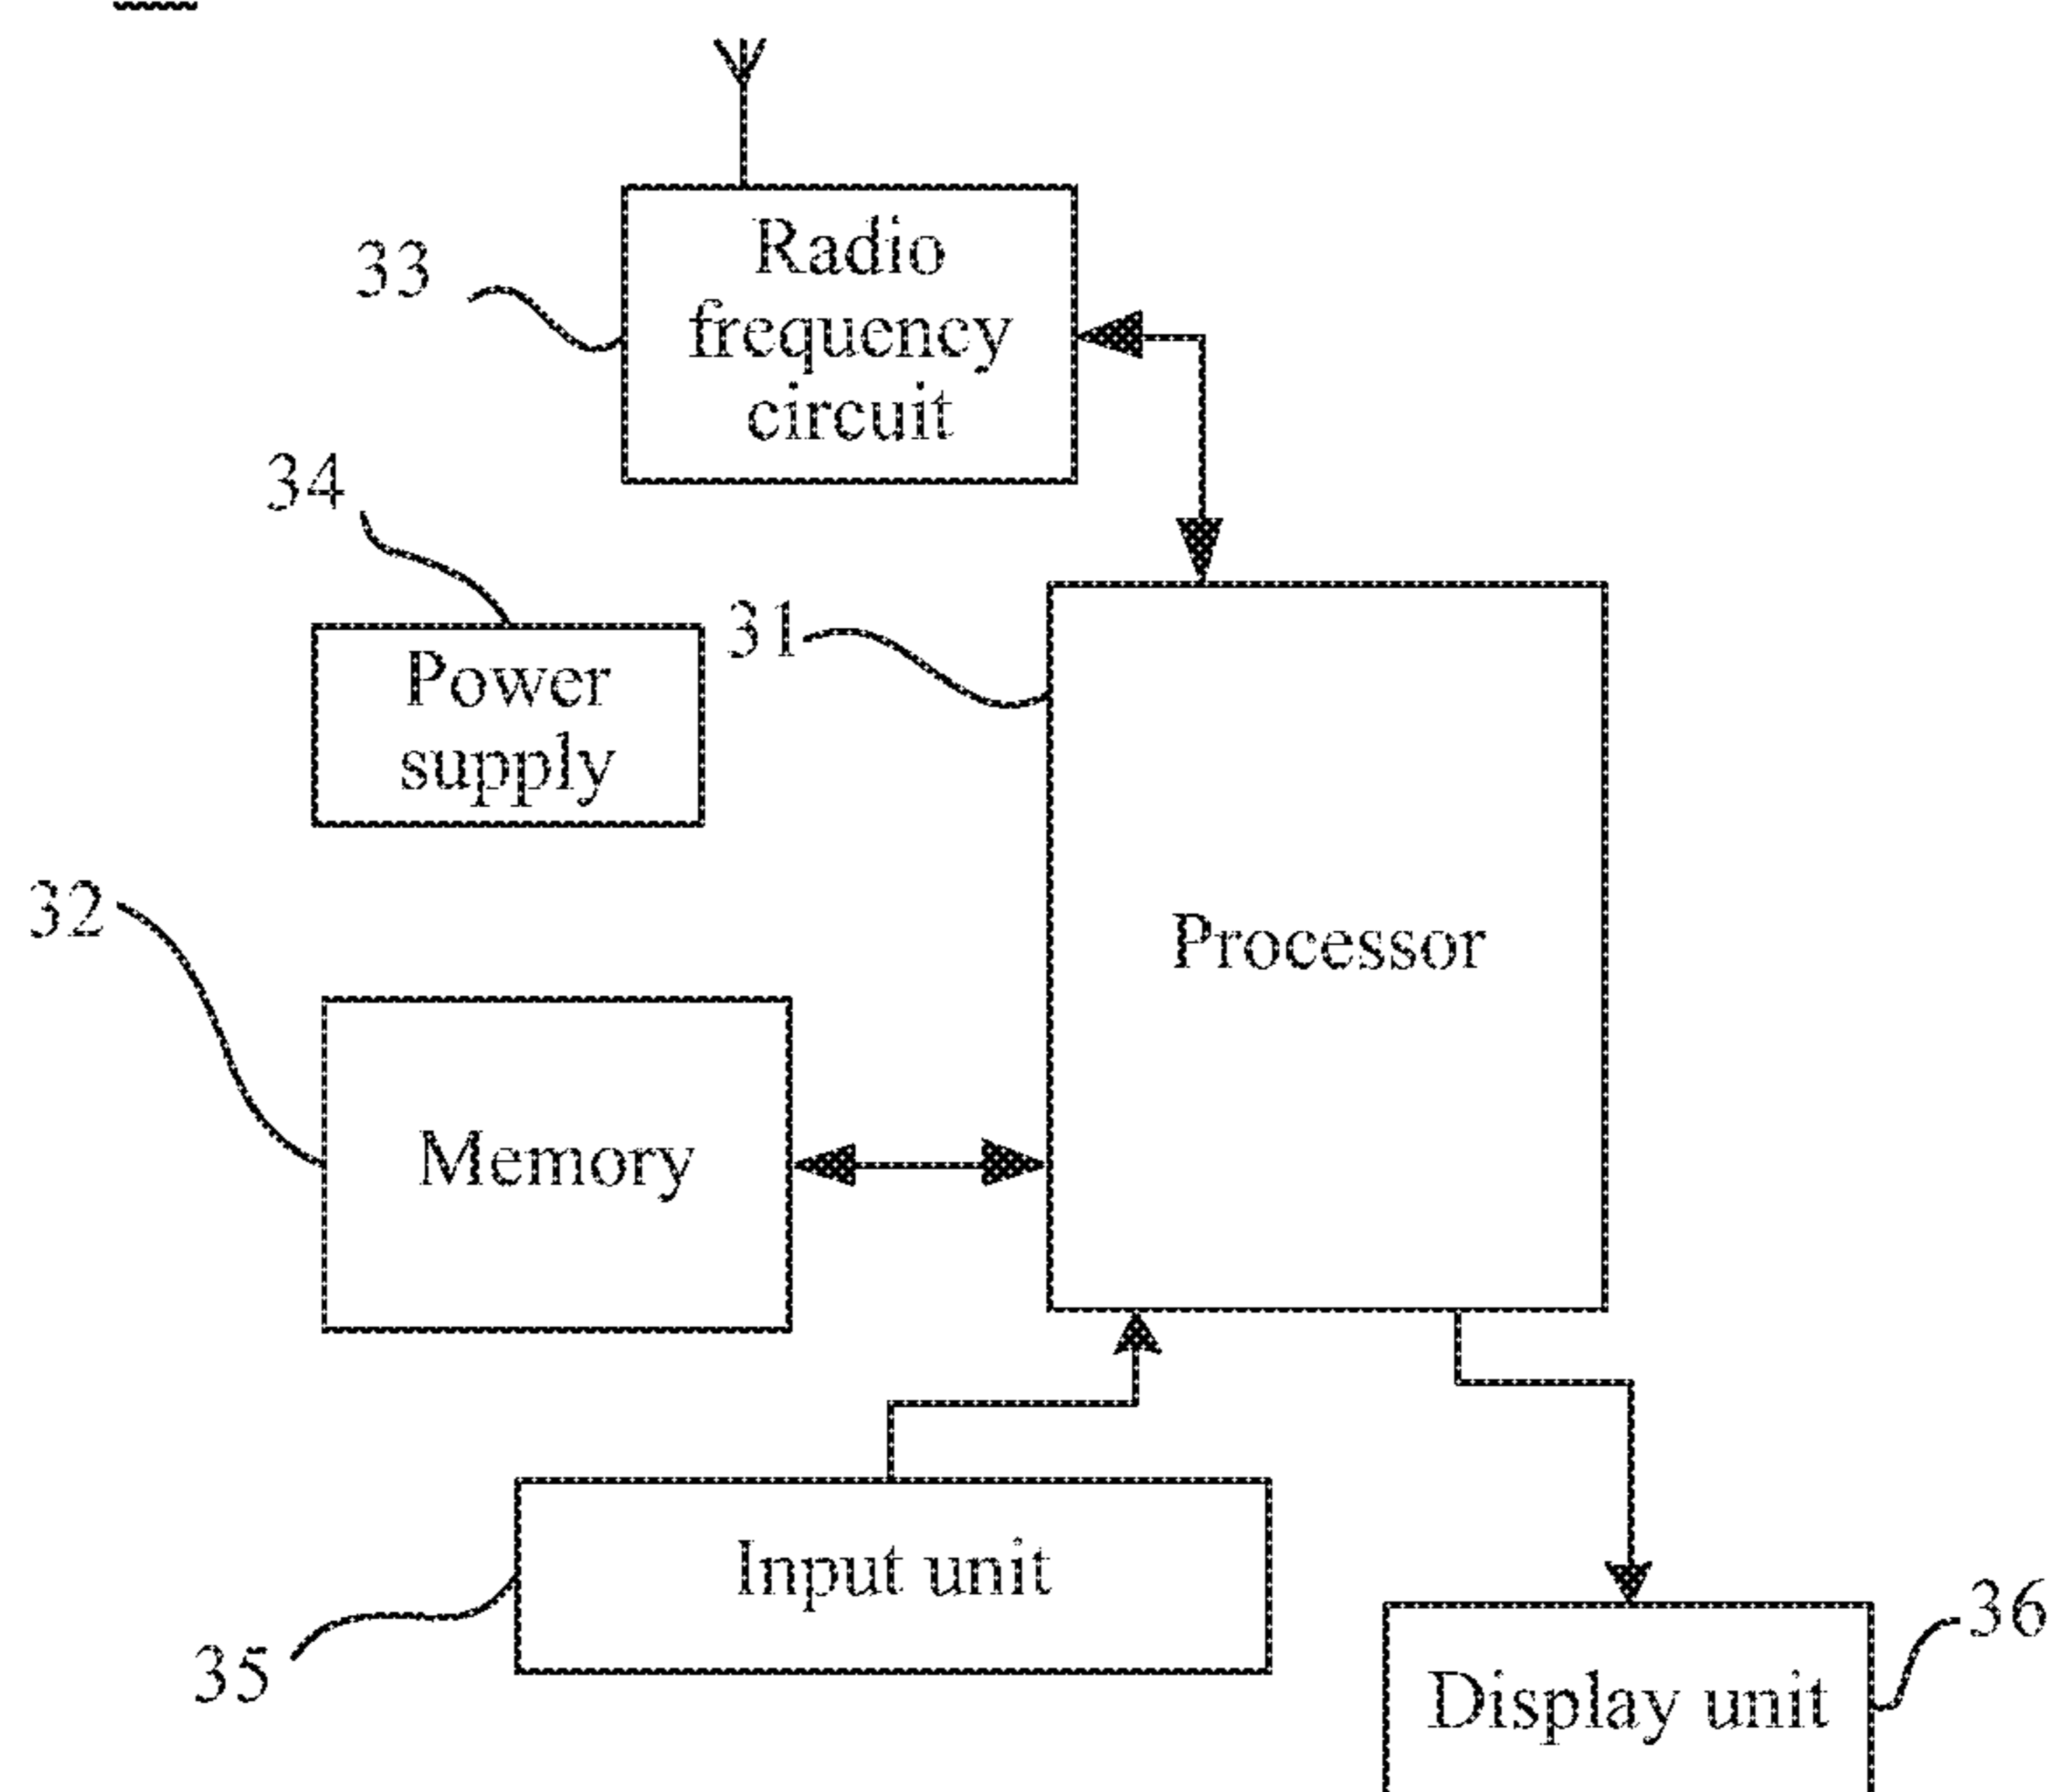 33
Radio
frequency
circuit
34
Power
supply
31
Processor
32
Memory
Input unit
35
36
Display unit